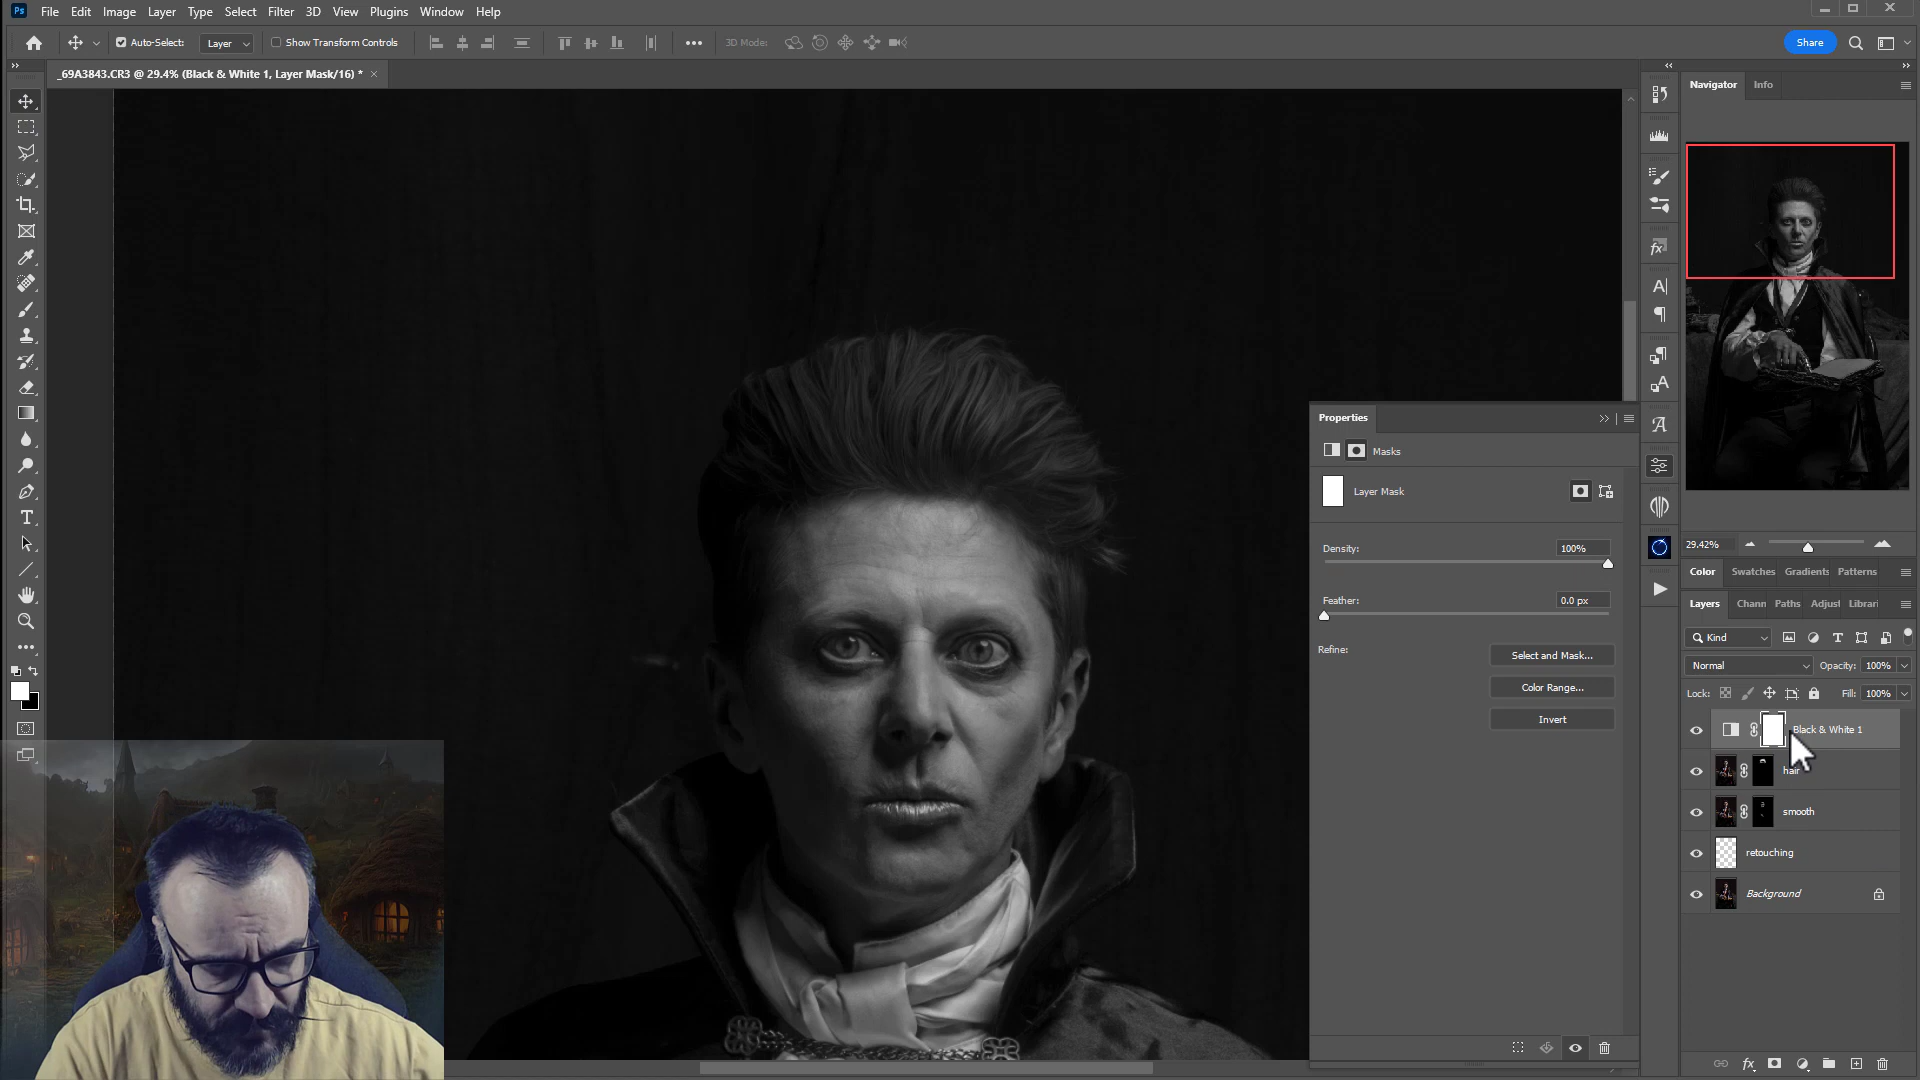 Ps File Edit Image Layer Type Select Filter 3D View Plugins Window Help
Auto-Select: Layer Show Transform Controls 3D Mode: Share
_69A3843.CR3 @ 29.4% (Black & White 1, Layer Mask/16) *
Navigator Info
Properties
Masks
Layer Mask
Density: 100%
Feather: 0.0 px
Refine: Select and Mask...
Color Range...
Invert
29.42%
Color Swatches Gradients Patterns
Layers Chann Paths Adjust Librari
Kind
Normal Opacity: 100%
Lock: Fill: 100%
Black & White 1
hair
smooth
retouching
Background